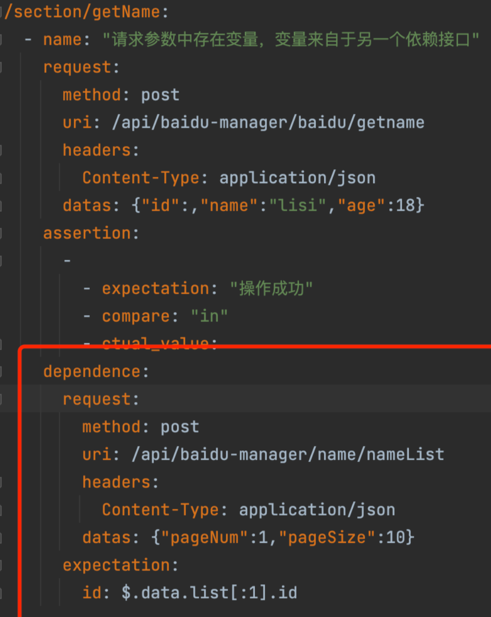 /section/getName:
- name: "请求参数中存在变量，变量来自于另一个依赖接口"
request:
method: post
uri: /api/baidu-manager/baidu/getname
headers:
Content-Type: application/json
datas: {"id":,"name":"lisi","age":18}
assertion:
-
- expectation: "操作成功"
- compare: "in"
- ctual_value:
dependence:
request:
method: post
uri: /api/baidu-manager/name/nameList
headers:
Content-Type: application/json
datas: {"pageNum":1,"pageSize":10}
expectation:
id: $.data.list[:1].id